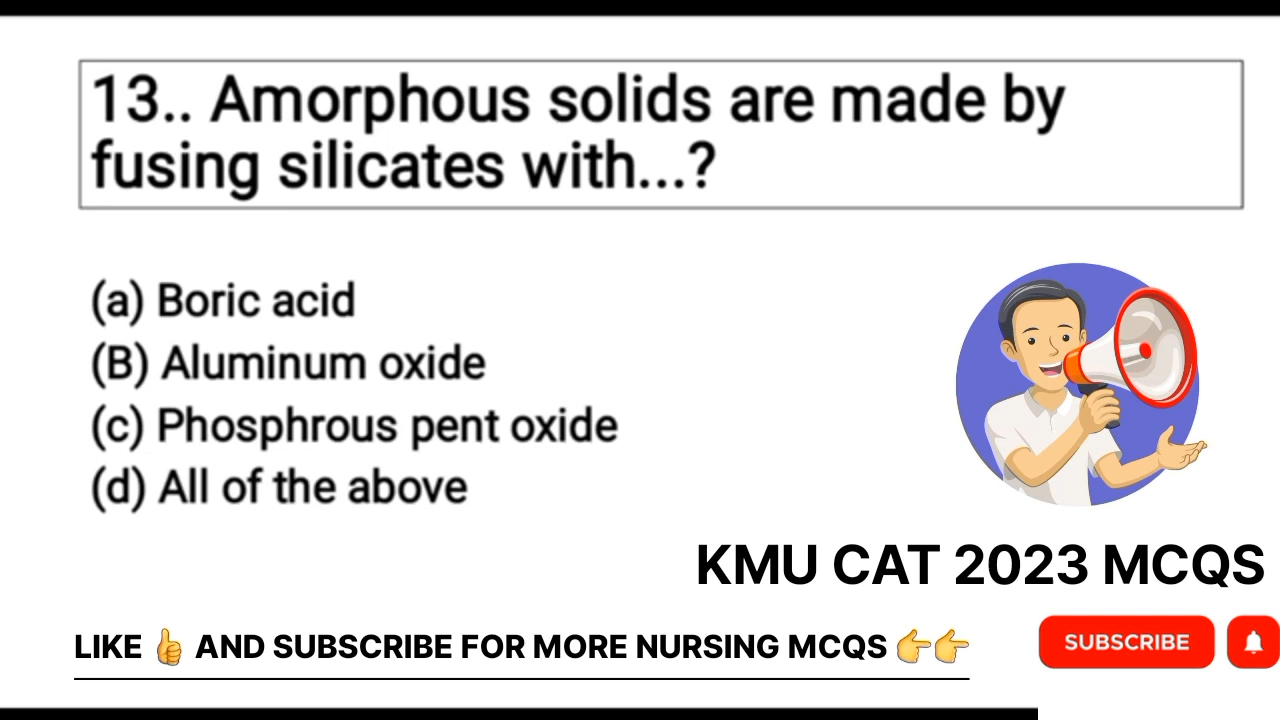 13.. Amorphous solids are made by
fusing silicates with...?
(a) Boric acid
(B) Aluminum oxide
(c) Phosphrous pent oxide
(d) All of the above
KMU CAT 2023 MCQS
LIKE 👍 AND SUBSCRIBE FOR MORE NURSING MCQS 👉👉
SUBSCRIBE